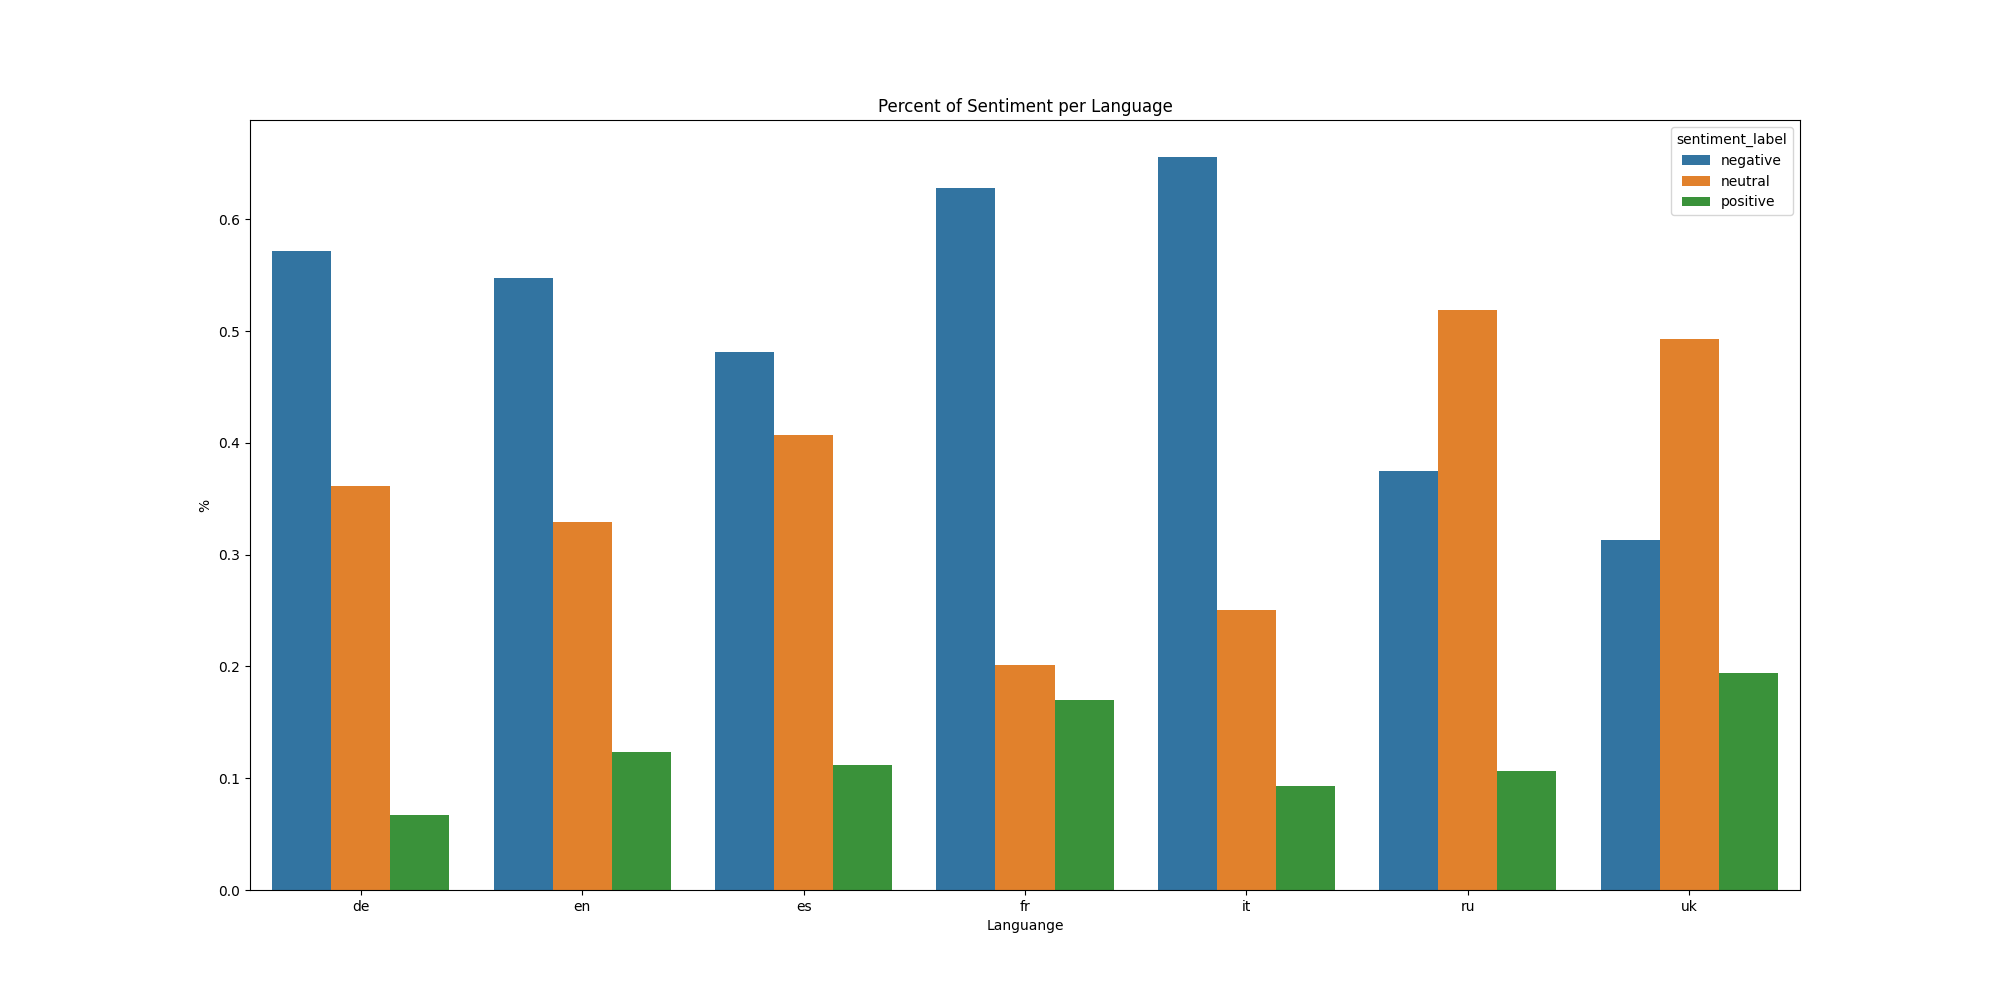 Percent of Sentiment per Language
sentiment_label
negative
neutral
positive
0.6
0.5
0.4
0.3
0.2
0.1
0.0
%
de en es fr it ru uk
Languange